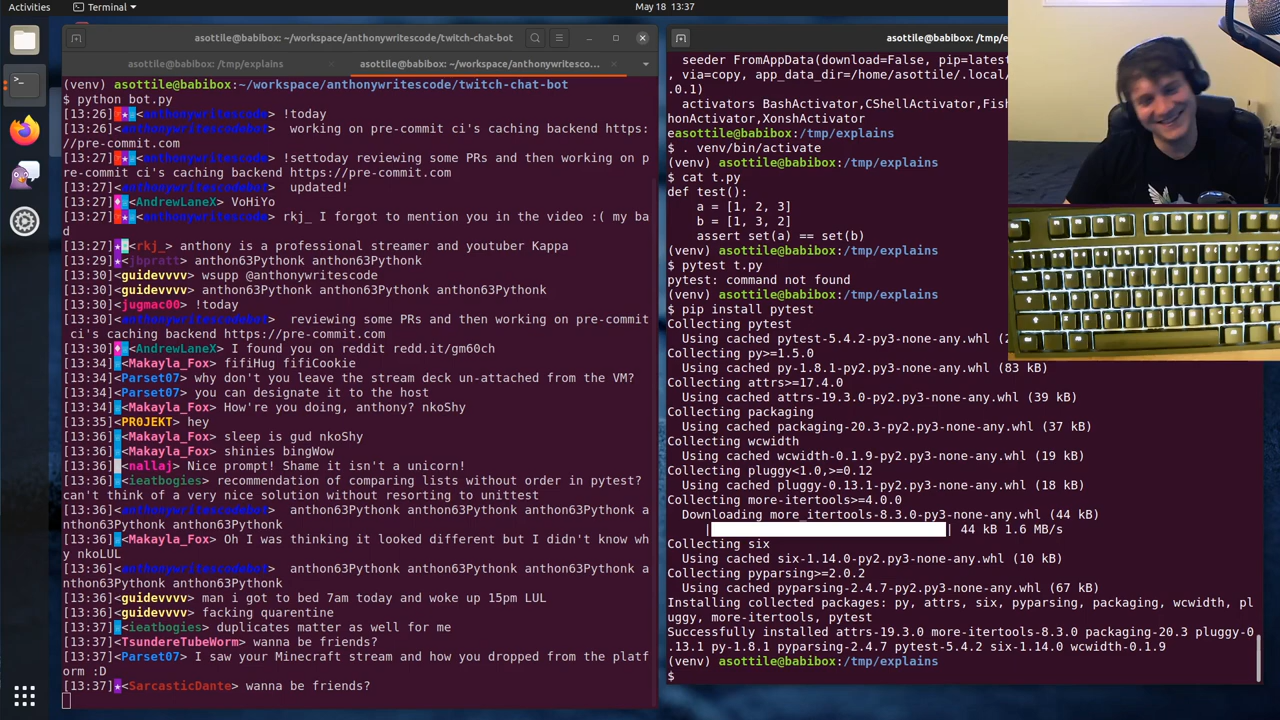 Activities
Terminal
May 18 13:37
asottile@babibox: ~/workspace/anthonywritescode/twitch-chat-bot
asottile@babibox: /tmp/explains
asottile@babibox: ~/workspace/anthonywritesco…
(venv) asottile@babibox:~/workspace/anthonywritescode/twitch-chat-bot
$ python bot.py
[13:26] <anthonywritescode> !today
[13:26] <anthonywritescodebot> working on pre-commit ci's caching backend https:
//pre-commit.com
[13:27] <anthonywritescode> !settoday reviewing some PRs and then working on p
re-commit ci's caching backend https://pre-commit.com
[13:27] <anthonywritescodebot> updated!
[13:27] <AndrewLaneX> VoHiYo
[13:27] <anthonywritescode> rkj_ I forgot to mention you in the video :( my ba
d
[13:27] <rkj_> anthony is a professional streamer and youtuber Kappa
[13:29] <jbpratt> anthon63Pythonk anthon63Pythonk
[13:30]<guidevvvv> wsupp @anthonywritescode
[13:30]<guidevvvv> anthon63Pythonk anthon63Pythonk anthon63Pythonk
[13:30]<jugmac00> !today
[13:30] <anthonywritescodebot> reviewing some PRs and then working on pre-commit
ci's caching backend https://pre-commit.com
[13:30] <AndrewLaneX> I found you on reddit redd.it/gm60ch
[13:34] <Makayla_Fox> fifiHug fifiCookie
[13:34]<Parset07> why don't you leave the stream deck un-attached from the VM?
[13:34]<Parset07> you can designate it to the host
[13:34] <Makayla_Fox> How're you doing, anthony? nkoShy
[13:35]<PR0JEKT> hey
[13:36] <Makayla_Fox> sleep is gud nkoShy
[13:36] <Makayla_Fox> shinies bingWow
[13:36] <nallaj> Nice prompt! Shame it isn't a unicorn!
[13:36] <ieatbogies> recommendation of comparing lists without order in pytest?
can't think of a very nice solution without resorting to unittest
[13:36] <anthonywritescodebot> anthon63Pythonk anthon63Pythonk anthon63Pythonk a
nthon63Pythonk anthon63Pythonk
[13:36] <Makayla_Fox> Oh I was thinking it looked different but I didn't know wh
y nkoLUL
[13:36] <anthonywritescodebot> anthon63Pythonk anthon63Pythonk anthon63Pythonk a
nthon63Pythonk anthon63Pythonk
[13:36]<guidevvvv> man i got to bed 7am today and woke up 15pm LUL
[13:36]<guidevvvv> facking quarentine
[13:37] <ieatbogies> duplicates matter as well for me
[13:37]<TsundereTubeWorm> wanna be friends?
[13:37]<Parset07> I saw your Minecraft stream and how you dropped from the platf
orm :D
[13:37] <SarcasticDante> wanna be friends?
asottile@babibox: /tmp/e
seeder FromAppData(download=False, pip=latest
, via=copy, app_data_dir=/home/asottile/.local/
.0.1)
activators BashActivator,CShellActivator,Fis
honActivator,XonshActivator
easottile@babibox:/tmp/explains
$ . venv/bin/activate
(venv) asottile@babibox:/tmp/explains
$ cat t.py
def test():
a = [1, 2, 3]
b = [1, 3, 2]
assert set(a) == set(b)
(venv) asottile@babibox:/tmp/explains
$ pytest t.py
pytest: command not found
(venv) asottile@babibox:/tmp/explains
$ pip install pytest
Collecting pytest
Using cached pytest-5.4.2-py3-none-any.whl
Collecting py>=1.5.0
Using cached py-1.8.1-py2.py3-none-any.whl (83 kB)
Collecting attrs>=17.4.0
Using cached attrs-19.3.0-py2.py3-none-any.whl (39 kB)
Collecting packaging
Using cached packaging-20.3-py2.py3-none-any.whl (37 kB)
Collecting wcwidth
Using cached wcwidth-0.1.9-py2.py3-none-any.whl (19 kB)
Collecting pluggy<1.0,>=0.12
Using cached pluggy-0.13.1-py2.py3-none-any.whl (18 kB)
Collecting more-itertools>=4.0.0
Downloading more_itertools-8.3.0-py3-none-any.whl (44 kB)
| | 44 kB 1.6 MB/s
Collecting six
Using cached six-1.14.0-py2.py3-none-any.whl (10 kB)
Collecting pyparsing>=2.0.2
Using cached pyparsing-2.4.7-py2.py3-none-any.whl (67 kB)
Installing collected packages: py, attrs, six, pyparsing, packaging, wcwidth, pl
uggy, more-itertools, pytest
Successfully installed attrs-19.3.0 more-itertools-8.3.0 packaging-20.3 pluggy-0
.13.1 py-1.8.1 pyparsing-2.4.7 pytest-5.4.2 six-1.14.0 wcwidth-0.1.9
(venv) asottile@babibox:/tmp/explains
$